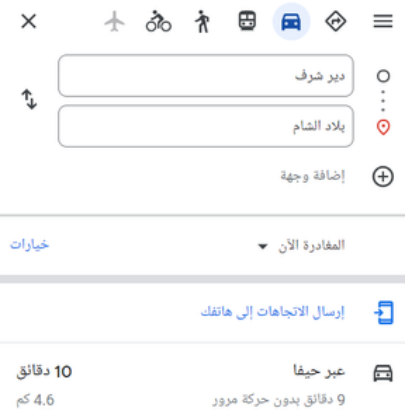 دير شرف
بلاد الشام
إضافة وجهة
المغادرة الآن
خيارات
إرسال الاتجاهات إلى هاتفك
عبر حيفا
10 دقائق
9 دقائق بدون حركة مرور
4.6 كم